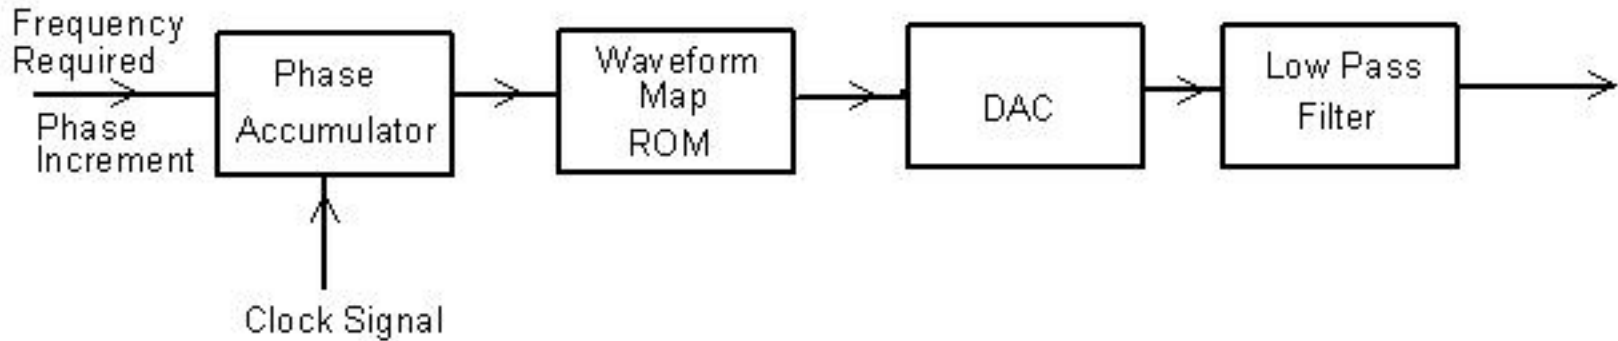 Frequency
Required
Phase
Increment
Phase
Accumulator
Clock Signal
Waveform
Map
ROM
DAC
Low Pass
Filter